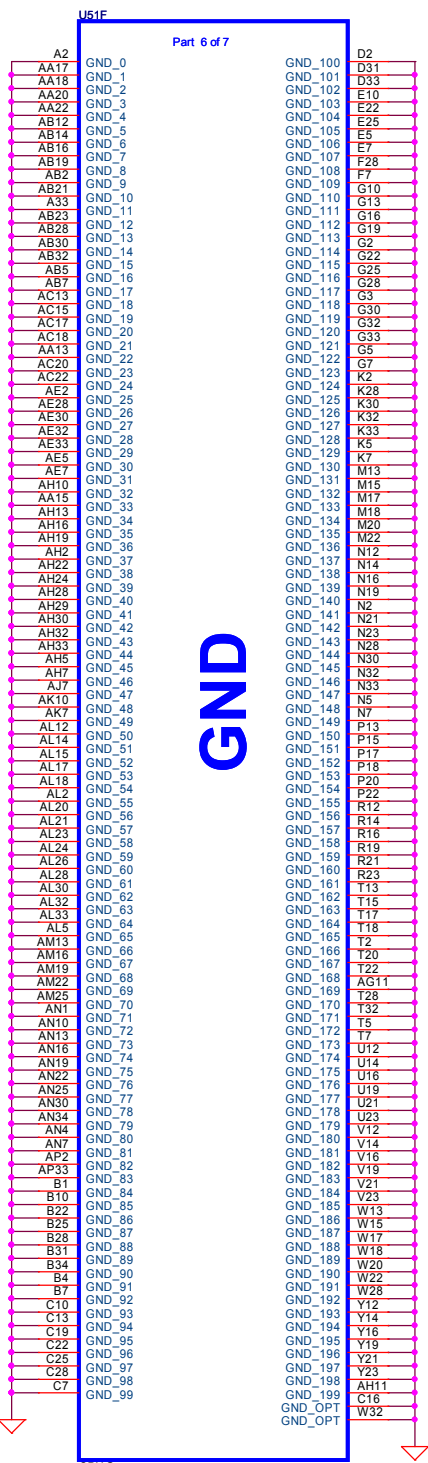 U51F
Part 6 of 7
A2 GND_0 GND_100 D2
AA17 GND_1 GND_101 D31
AA18 GND_2 GND_102 D33
AA20 GND_3 GND_103 E10
AA22 GND_4 GND_104 E22
AB12 GND_5 GND_105 E25
AB14 GND_6 GND_106 E5
AB16 GND_7 GND_107 E7
AB19 GND_8 GND_108 F28
AB2 GND_9 GND_109 F7
AB21 GND_10 GND_110 G10
A33 GND_11 GND_111 G13
AB23 GND_12 GND_112 G16
AB28 GND_13 GND_113 G19
AB30 GND_14 GND_114 G2
AB32 GND_15 GND_115 G22
AB5 GND_16 GND_116 G25
AB7 GND_17 GND_117 G28
AC13 GND_18 GND_118 G3
AC15 GND_19 GND_119 G30
AC17 GND_20 GND_120 G32
AC18 GND_21 GND_121 G33
AA13 GND_22 GND_122 G5
AC20 GND_23 GND_123 G7
AC22 GND_24 GND_124 K2
AE2 GND_25 GND_125 K28
AE28 GND_26 GND_126 K30
AE30 GND_27 GND_127 K32
AE32 GND_28 GND_128 K33
AE33 GND_29 GND_129 K5
AE5 GND_30 GND_130 K7
AE7 GND_31 GND_131 M13
AH10 GND_32 GND_132 M15
AA15 GND_33 GND_133 M17
AH13 GND_34 GND_134 M18
AH16 GND_35 GND_135 M20
AH19 GND_36 GND_136 M22
AH2 GND_37 GND_137 N12
AH22 GND_38 GND_138 N14
AH24 GND_39 GND_139 N16
AH28 GND_40 GND_140 N19
AH29 GND_41 GND_141 N2
AH30 GND_42 GND_142 N21
AH32 GND_43 GND_143 N23
AH33 GND_44 GND_144 N28
AH5 GND_45 GND_145 N30
AH7 GND_46 GND_146 N32
AJ7 GND_47 GND_147 N33
AK10 GND_48 GND_148 N5
AK7 GND_49 GND_149 N7
AL12 GND_50 GND_150 P13
AL14 GND_51 GND_151 P15
AL15 GND_52 GND_152 P17
AL17 GND_53 GND_153 P18
AL18 GND_54 GND_154 P20
AL2 GND_55 GND_155 P22
AL20 GND_56 GND_156 R12
AL21 GND_57 GND_157 R14
AL23 GND_58 GND_158 R16
AL24 GND_59 GND_159 R19
AL26 GND_60 GND_160 R21
AL28 GND_61 GND_161 R23
AL30 GND_62 GND_162 T13
AL32 GND_63 GND_163 T15
AL33 GND_64 GND_164 T17
AL5 GND_65 GND_165 T18
AM13 GND_66 GND_166 T2
AM16 GND_67 GND_167 T20
AM19 GND_68 GND_168 T22
AM22 GND_69 GND_169 AG11
AM25 GND_70 GND_170 T28
AN1 GND_71 GND_171 T32
AN10 GND_72 GND_172 T5
AN13 GND_73 GND_173 T7
AN16 GND_74 GND_174 U12
AN19 GND_75 GND_175 U14
AN22 GND_76 GND_176 U16
AN25 GND_77 GND_177 U19
AN30 GND_78 GND_178 U21
AN34 GND_79 GND_179 U23
AN4 GND_80 GND_180 V12
AN7 GND_81 GND_181 V14
AP2 GND_82 GND_182 V16
AP33 GND_83 GND_183 V19
B1 GND_84 GND_184 V21
B10 GND_85 GND_185 V23
B22 GND_86 GND_186 W13
B25 GND_87 GND_187 W15
B28 GND_88 GND_188 W17
B31 GND_89 GND_189 W18
B34 GND_90 GND_190 W20
B4 GND_91 GND_191 W22
B7 GND_92 GND_192 W28
C10 GND_93 GND_193 Y12
C13 GND_94 GND_194 Y14
C19 GND_95 GND_195 Y16
C22 GND_96 GND_196 Y19
C25 GND_97 GND_197 Y21
C28 GND_98 GND_198 Y23
C7 GND_99 GND_199 AH11
GND_OPT C16
GND_OPT W32
GND